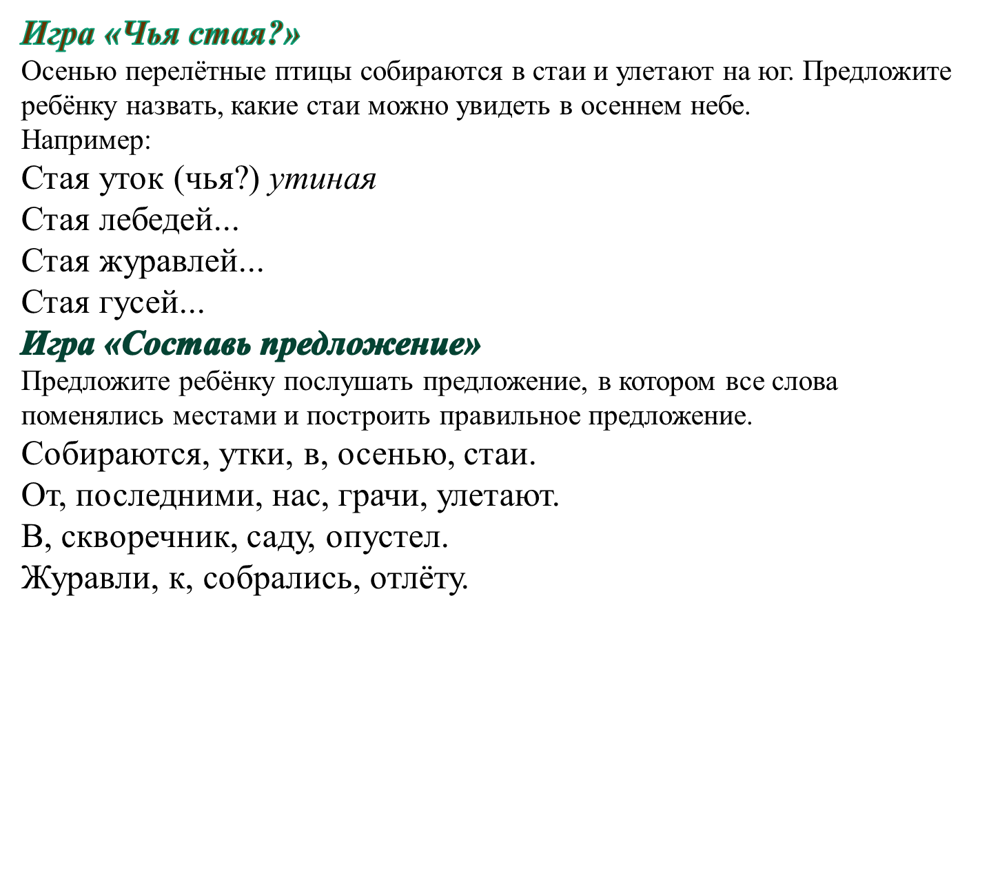 Игра «Чья стая?»
Осенью перелётные птицы собираются в стаи и улетают на юг. Предложите
ребёнку назвать, какие стаи можно увидеть в осеннем небе.
Например:
Стая уток (чья?) утиная
Стая лебедей...
Стая журавлей...
Стая гусей...
Игра «Составь предложение»
Предложите ребёнку послушать предложение, в котором все слова
поменялись местами и построить правильное предложение.
Собираются, утки, в, осенью, стаи.
От, последними, нас, грачи, улетают.
В, скворечник, саду, опустел.
Журавли, к, собрались, отлёту.